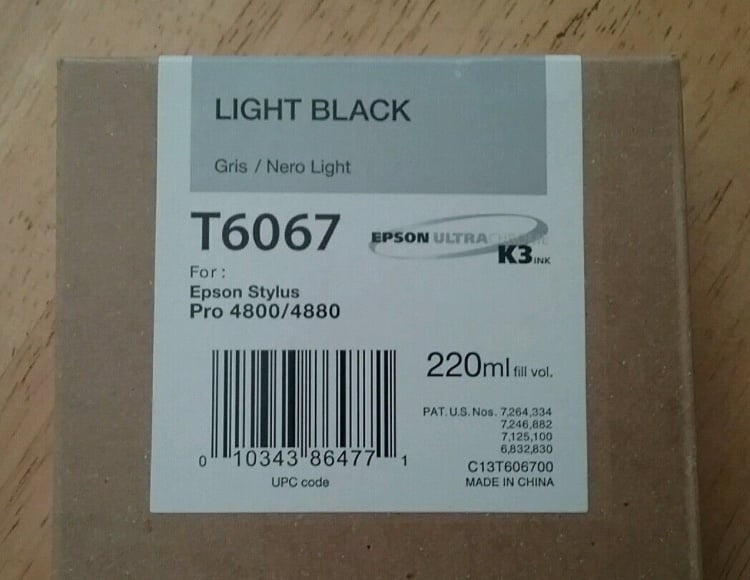 LIGHT BLACK
Gris / Nero Light
T6067
EPSON ULTRACHROME
K3 INK
For :
Epson Stylus
Pro 4800/4880
220ml fill vol.
PAT. U.S. Nos. 7,264,334
7,246,882
7,125,100
6,832,830
C13T606700
MADE IN CHINA
0 10343 86477 1
UPC code